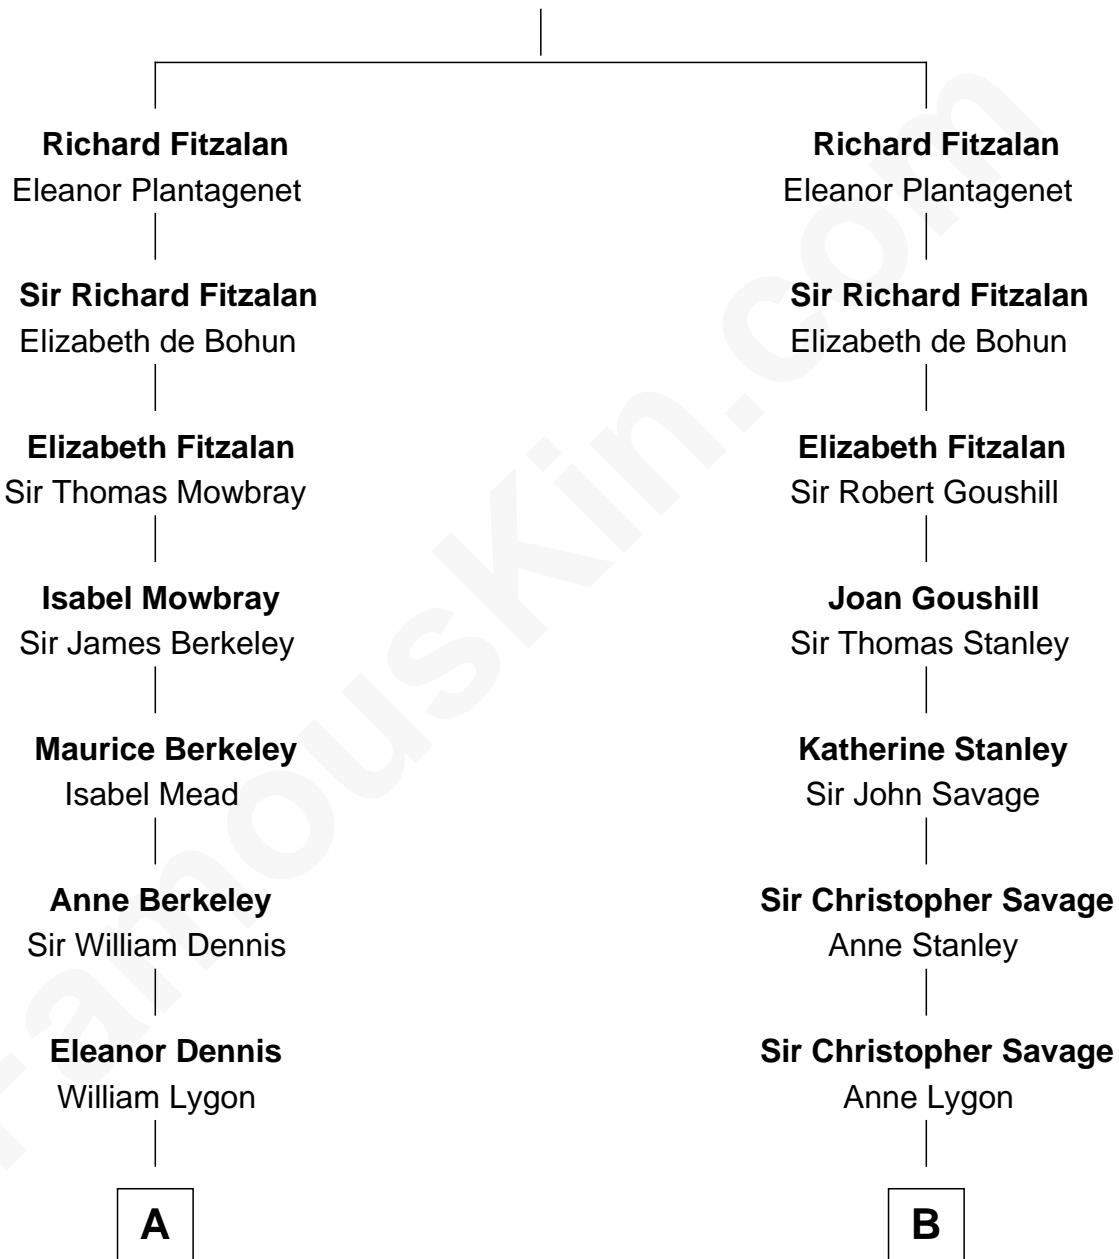 Richard Fitzalan
Eleanor Plantagenet
Sir Richard Fitzalan
Elizabeth de Bohun
Elizabeth Fitzalan
Sir Thomas Mowbray
Isabel Mowbray
Sir James Berkeley
Maurice Berkeley
Isabel Mead
Anne Berkeley
Sir William Dennis
Eleanor Dennis
William Lygon
A
Richard Fitzalan
Eleanor Plantagenet
Sir Richard Fitzalan
Elizabeth de Bohun
Elizabeth Fitzalan
Sir Robert Goushill
Joan Goushill
Sir Thomas Stanley
Katherine Stanley
Sir John Savage
Sir Christopher Savage
Anne Stanley
Sir Christopher Savage
Anne Lygon
B
FamousKin.com